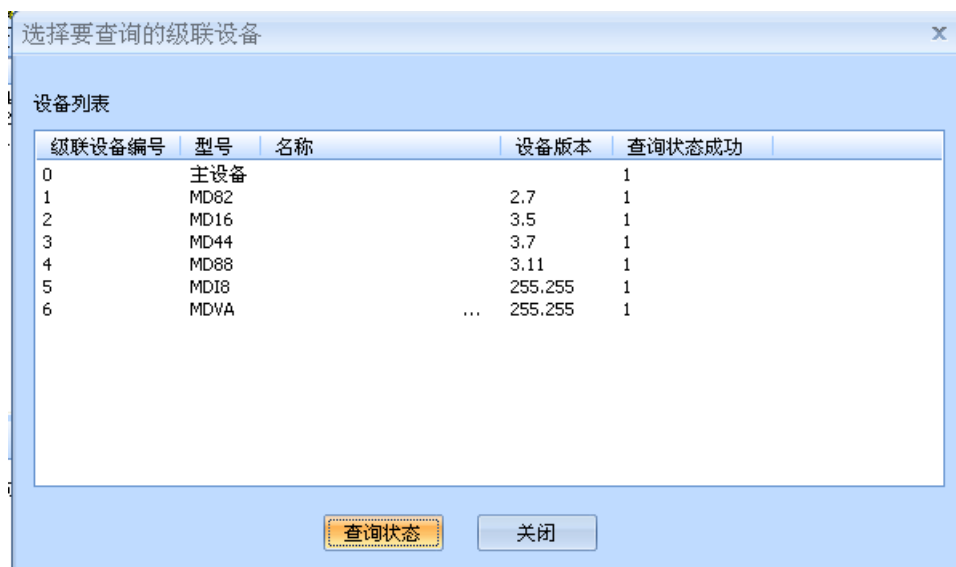 选择要查询的级联设备
x
设备列表
级联设备编号 型号 名称 设备版本 查询状态成功
0 主设备 1
1 MD82 2.7 1
2 MD16 3.5 1
3 MD44 3.7 1
4 MD88 3.11 1
5 MDI8 255.255 1
6 MDVA ... 255.255 1
查询状态 关闭